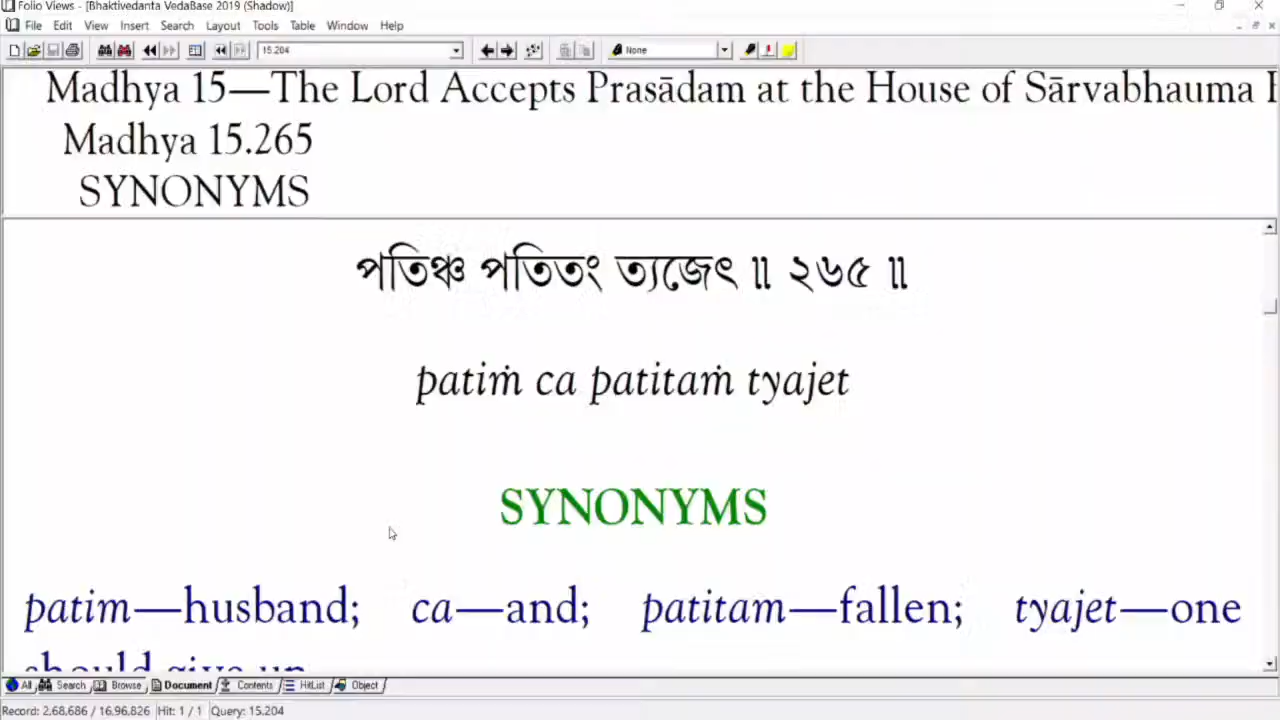 Folio Views - [Bhaktivedanta VedaBase 2019 (Shadow)]
File Edit View Insert Search Layout Tools Table Window Help
15.204 None
Madhya 15—The Lord Accepts Prasādam at the House of Sārvabhauma
Madhya 15.265
SYNONYMS
পতিঞ্চ পতিতং ত্যজেৎ ॥ ২৬৫ ॥
patiṁ ca patitaṁ tyajet
SYNONYMS
patim—husband; ca—and; patitam—fallen; tyajet—one
should give up
All Search Browse Document Contents HitList Object
Record: 2,68,686 / 16,96,826 Hit: 1 / 1 Query: 15.204